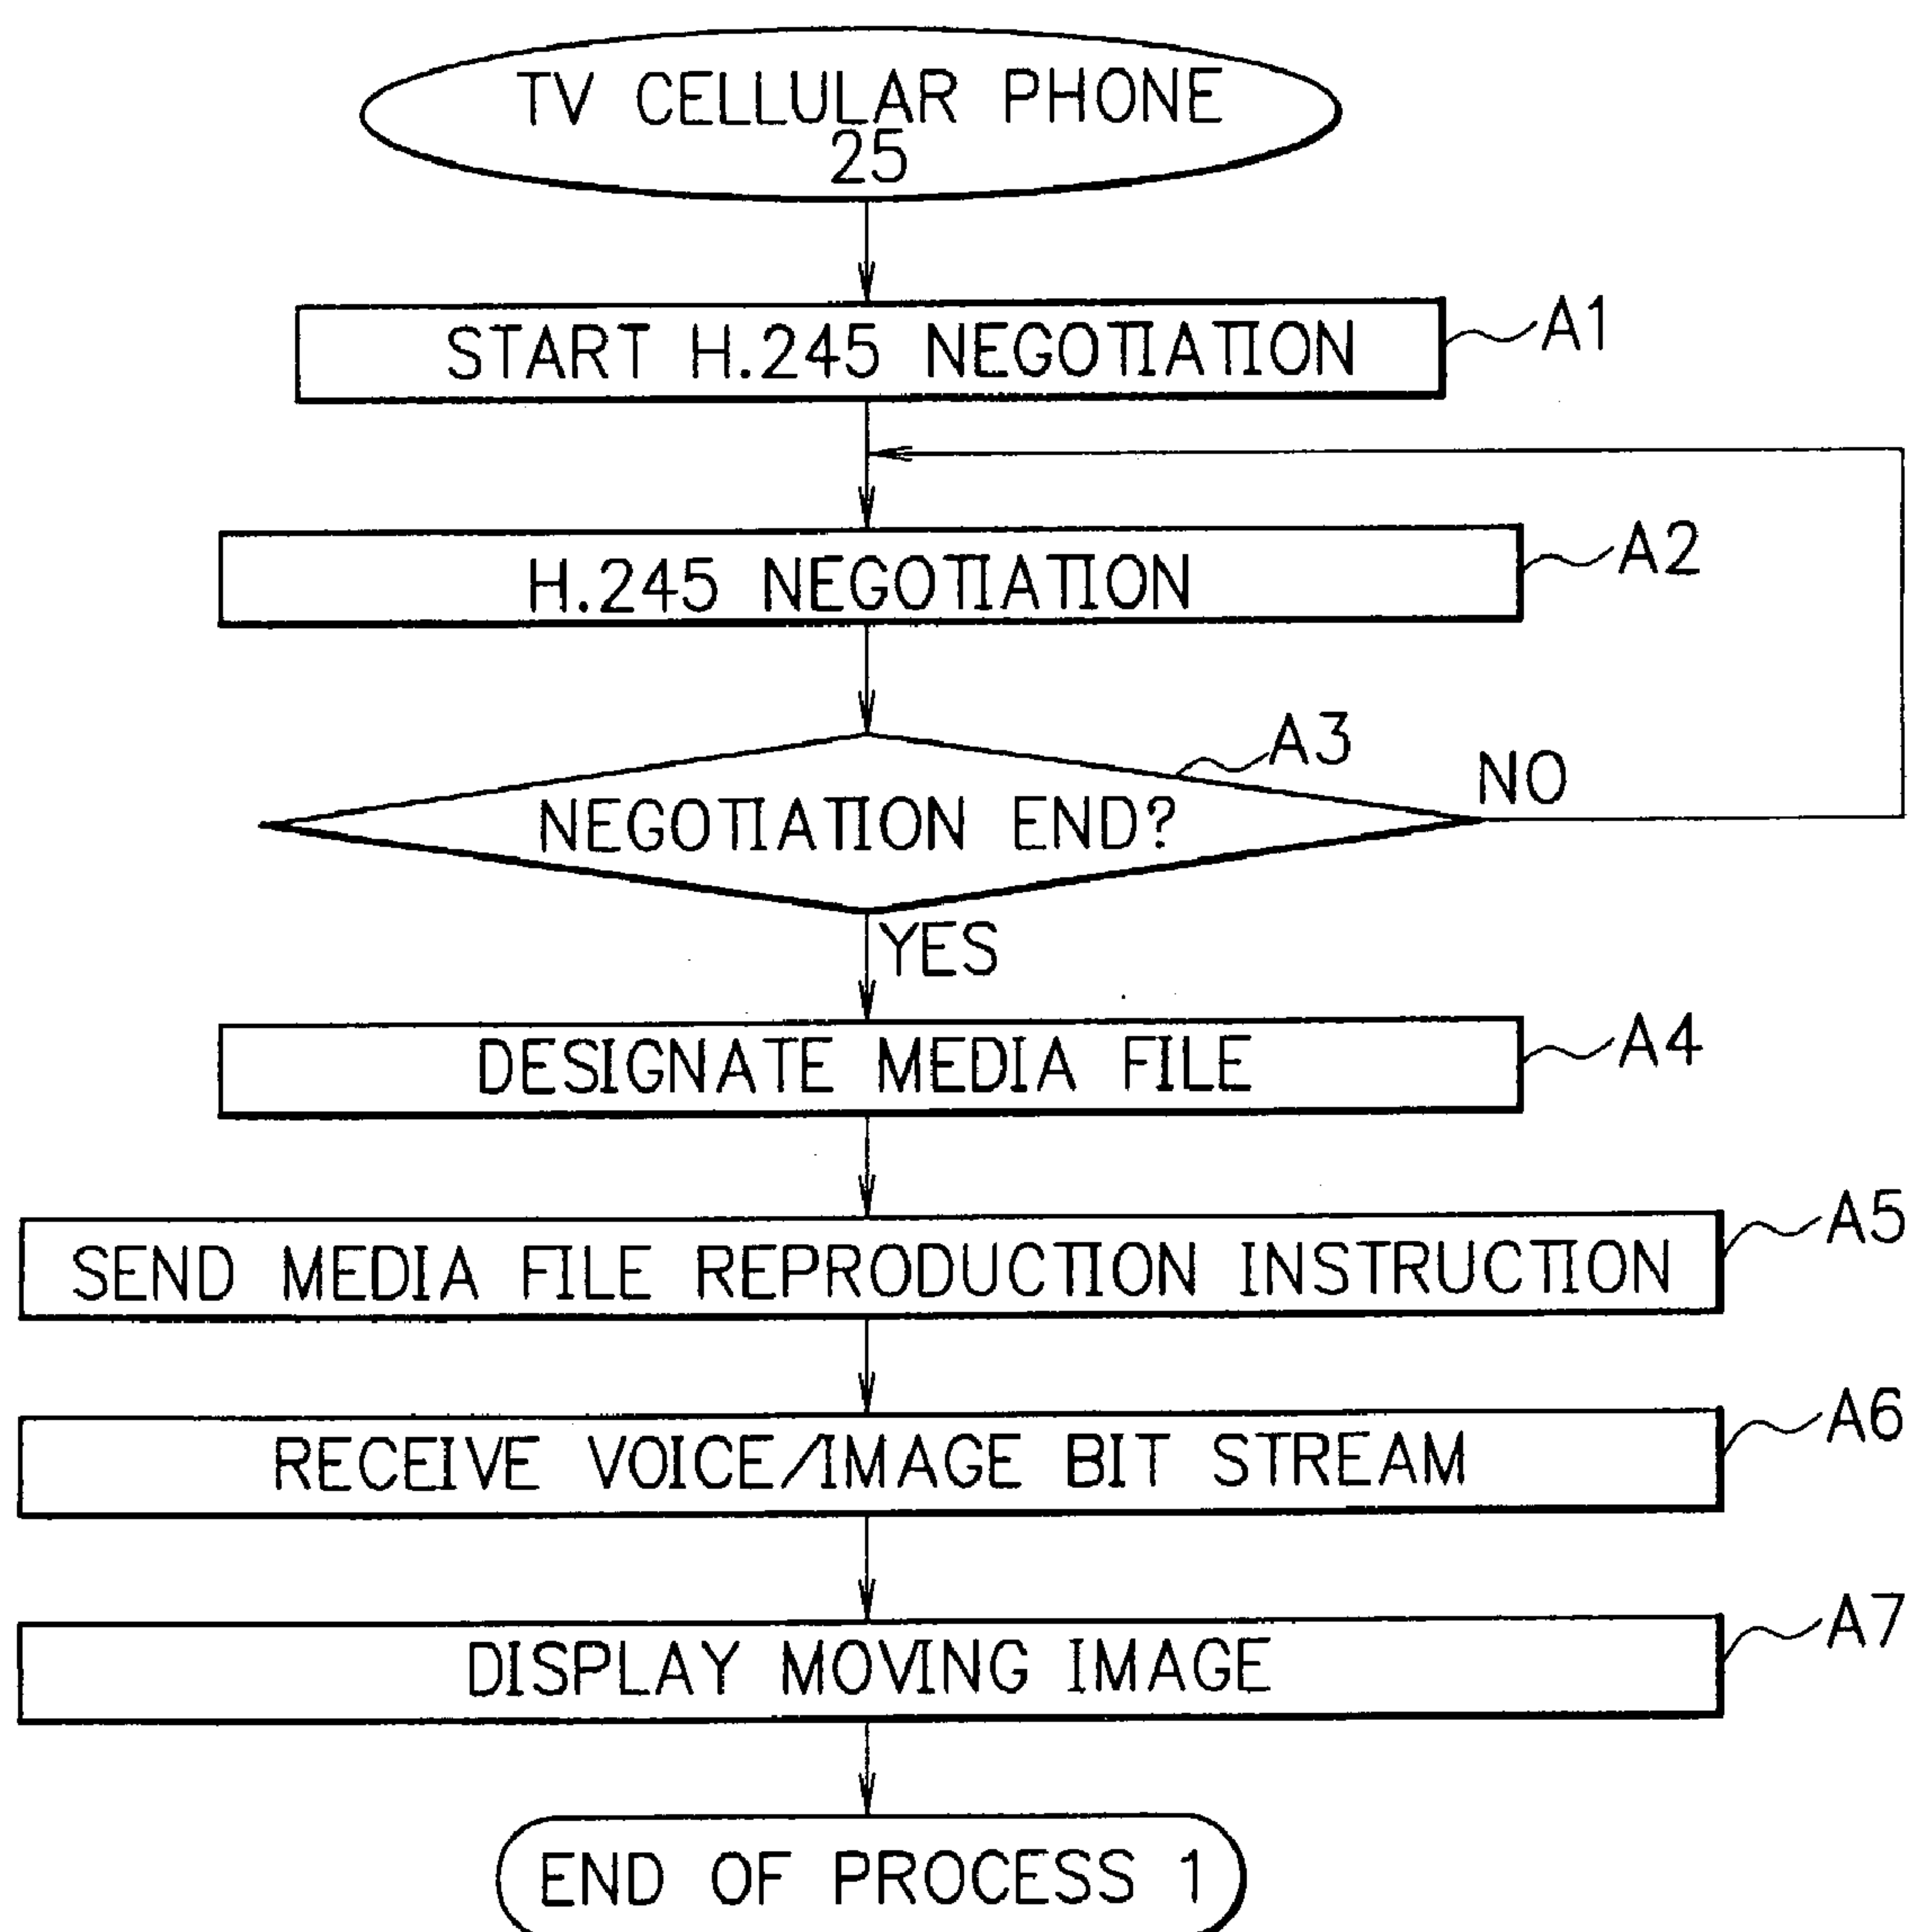 TV CELLULAR PHONE
25
START H.245 NEGOTIATION
A1
H.245 NEGOTIATION
A2
A3
NEGOTIATION END?
NO
YES
DESIGNATE MEDIA FILE
A4
SEND MEDIA FILE REPRODUCTION INSTRUCTION
A5
RECEIVE VOICE/IMAGE BIT STREAM
A6
DISPLAY MOVING IMAGE
A7
END OF PROCESS 1